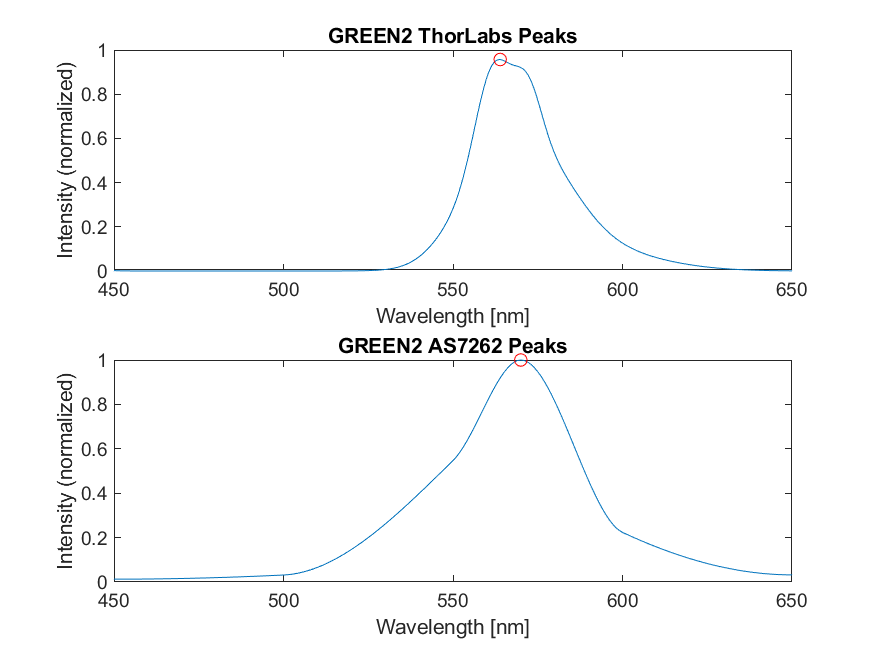 GREEN2 ThorLabs Peaks
1
0.8
0.6
0.4
0.2
0
Intensity (normalized)
450 500 550 600 650
Wavelength [nm]
GREEN2 AS7262 Peaks
1
0.8
0.6
0.4
0.2
0
Intensity (normalized)
450 500 550 600 650
Wavelength [nm]